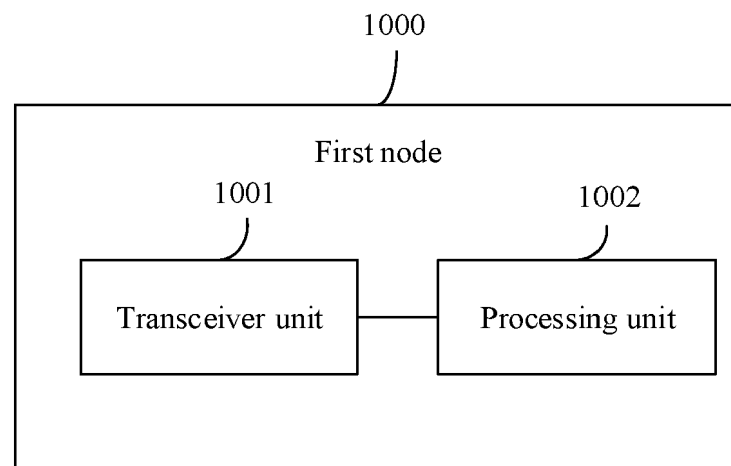 1000
First node
1001
1002
Transceiver unit
Processing unit